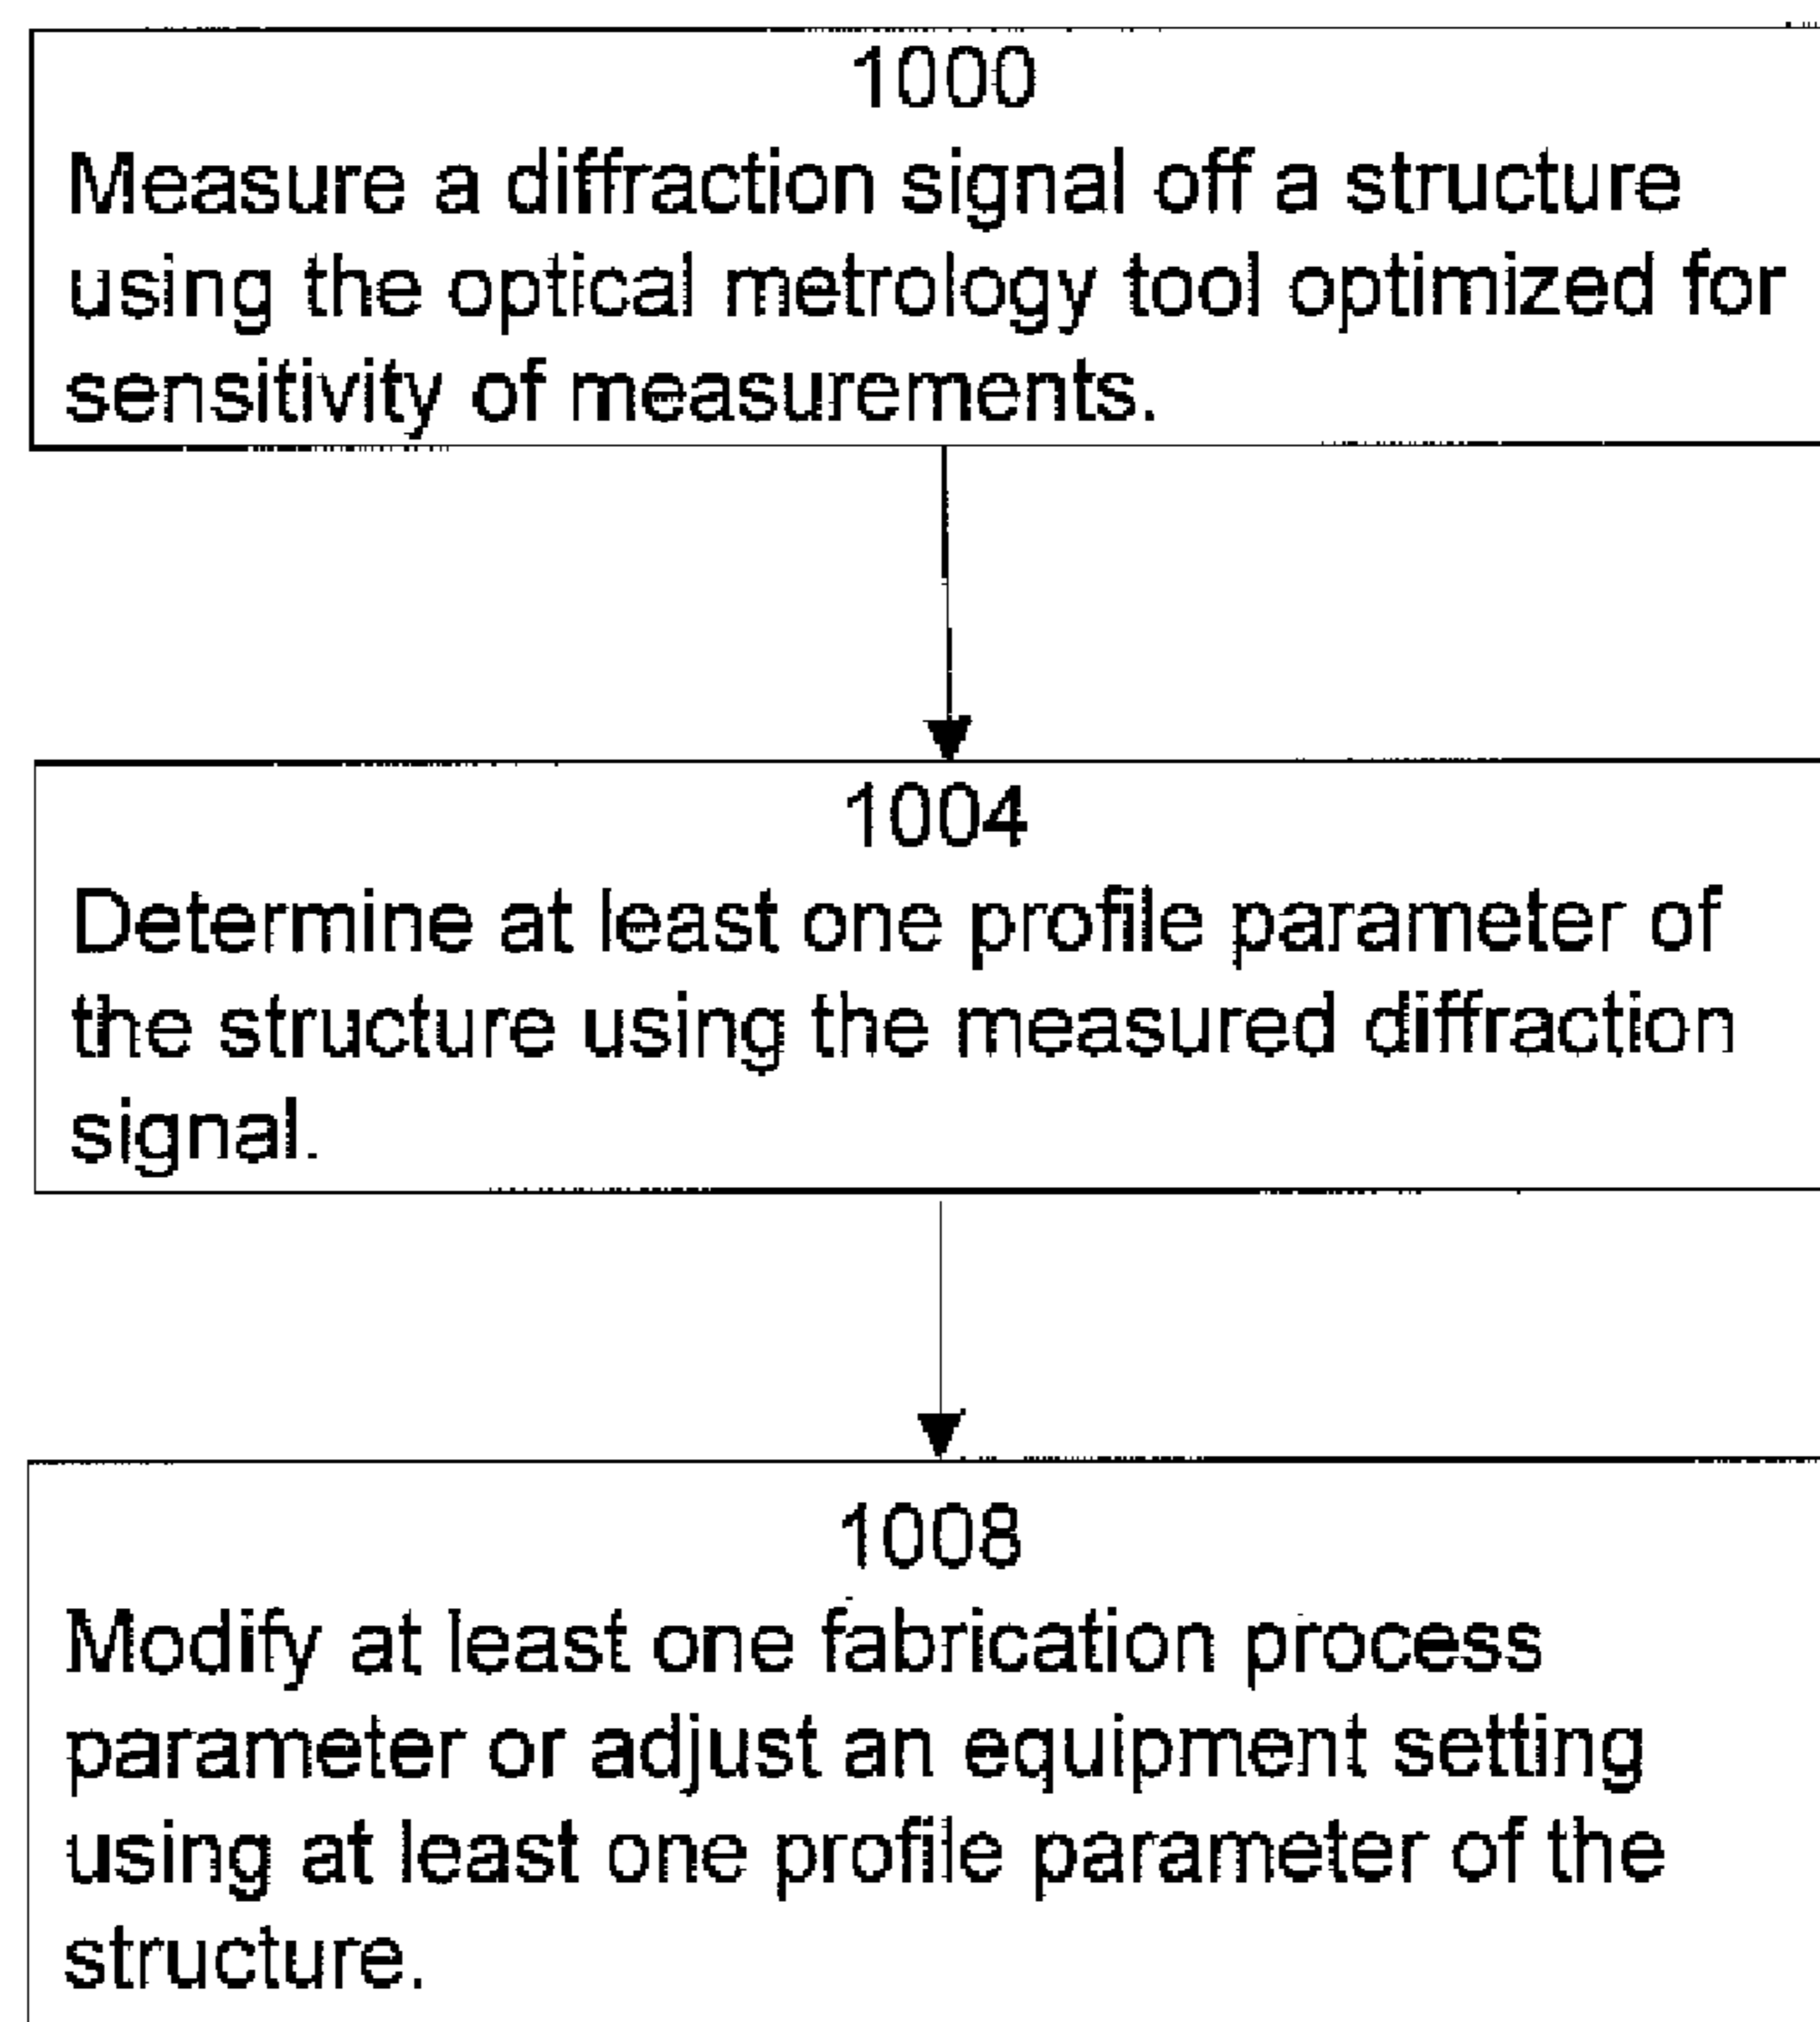 1000
Measure a diffraction signal off a structure
using the optical metrology tool optimized for
sensitivity of measurements.
1004
Determine at least one profile parameter of
the structure using the measured diffraction
signal.
1008
Modify at least one fabrication process
parameter or adjust an equipment setting
using at least one profile parameter of the
structure.